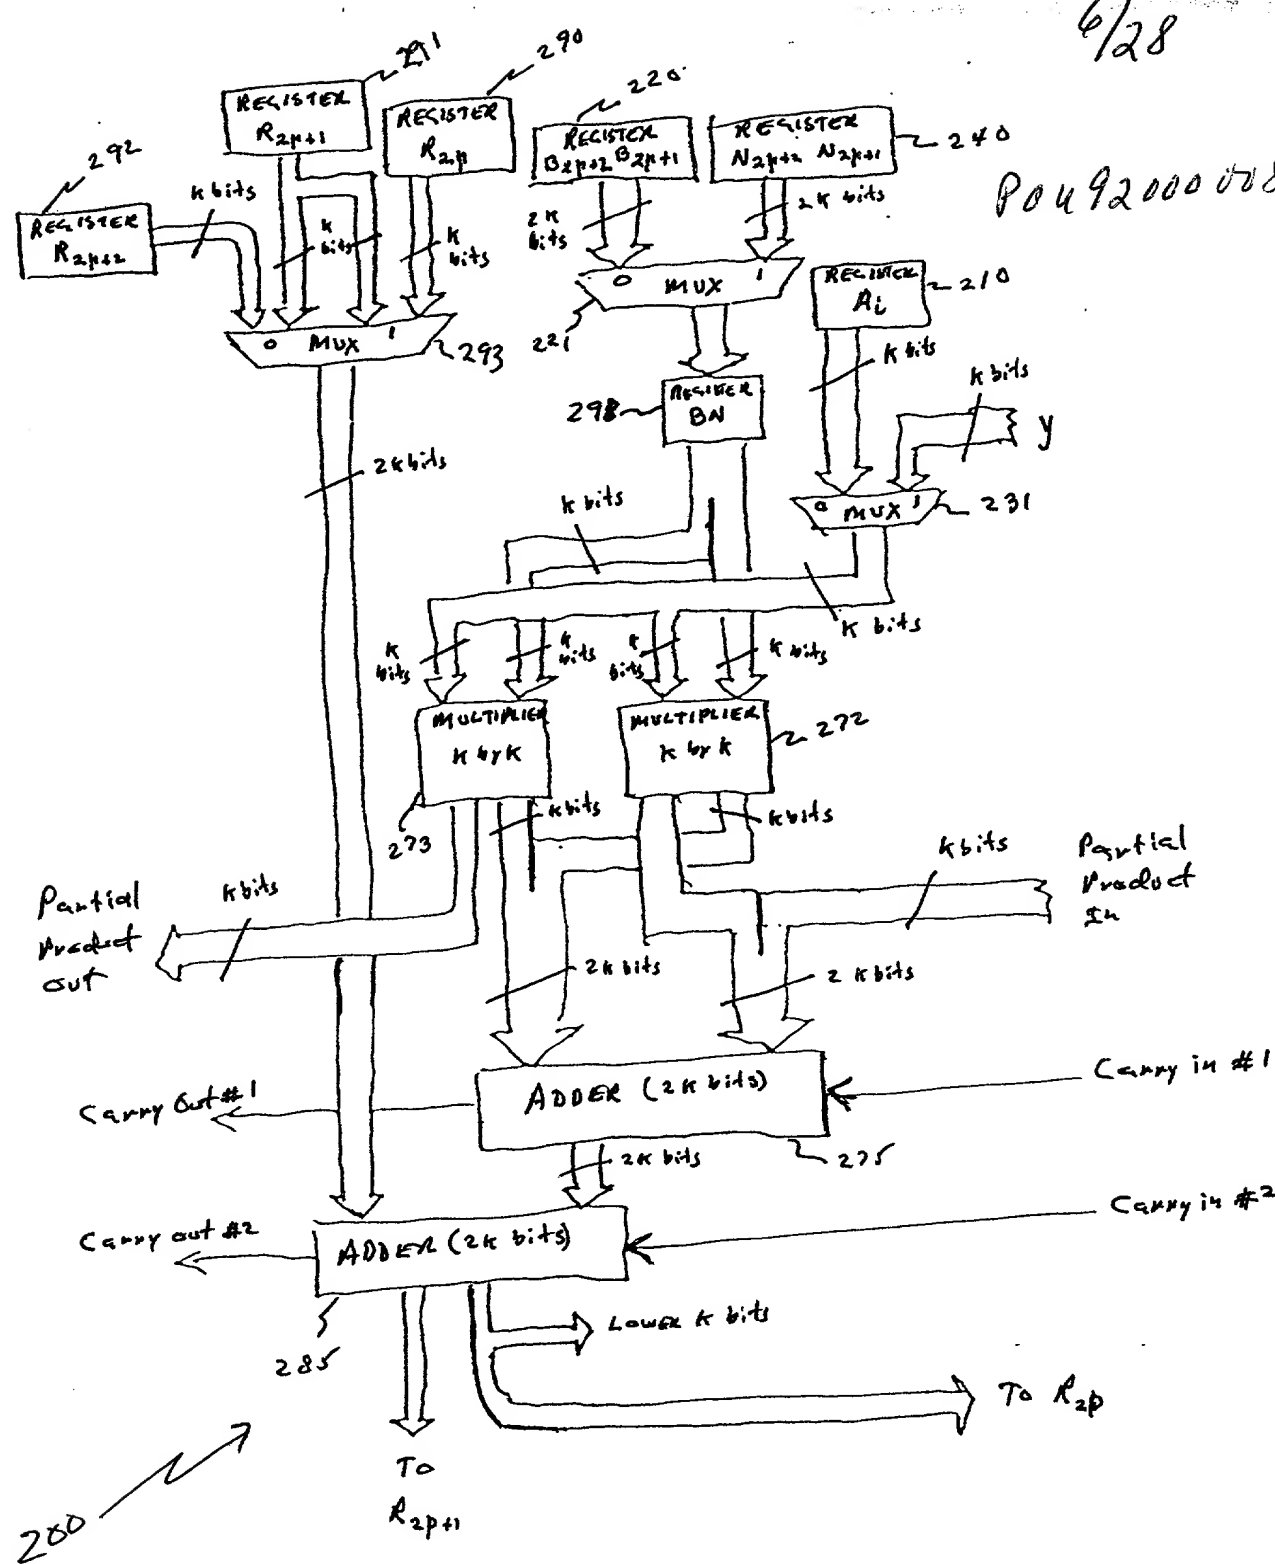 6/28
291
290
220
REGISTER
R2p+1
REGISTER
R2p
REGISTER
B2p+2 B2p+1
REGISTER
N2p+2 N2p+1
240
292
K bits
REGISTER
R2p+2
K
bits
K
bits
2K
bits
2K bits
POU92000008
0 MUX 1
221
REGISTER
Ai
210
0 MUX 1
293
K bits
REGISTER
BN
298
K bits
y
2K bits
K bits
0 MUX 1
231
K bits
K
bits
K
bits
K
bits
K bits
MULTIPLIER
K by K
MULTIPLIER
K by K
272
273
K bits
K bits
Partial
Product
out
K bits
K bits
Partial
Product
In
2K bits
2K bits
ADDER (2K bits)
Carry in #1
Carry Out #1
2K bits
275
Carry in #2
Carry out #2
ADDER (2K bits)
285
LOWER K bits
To R2p
To
R2p+1
200